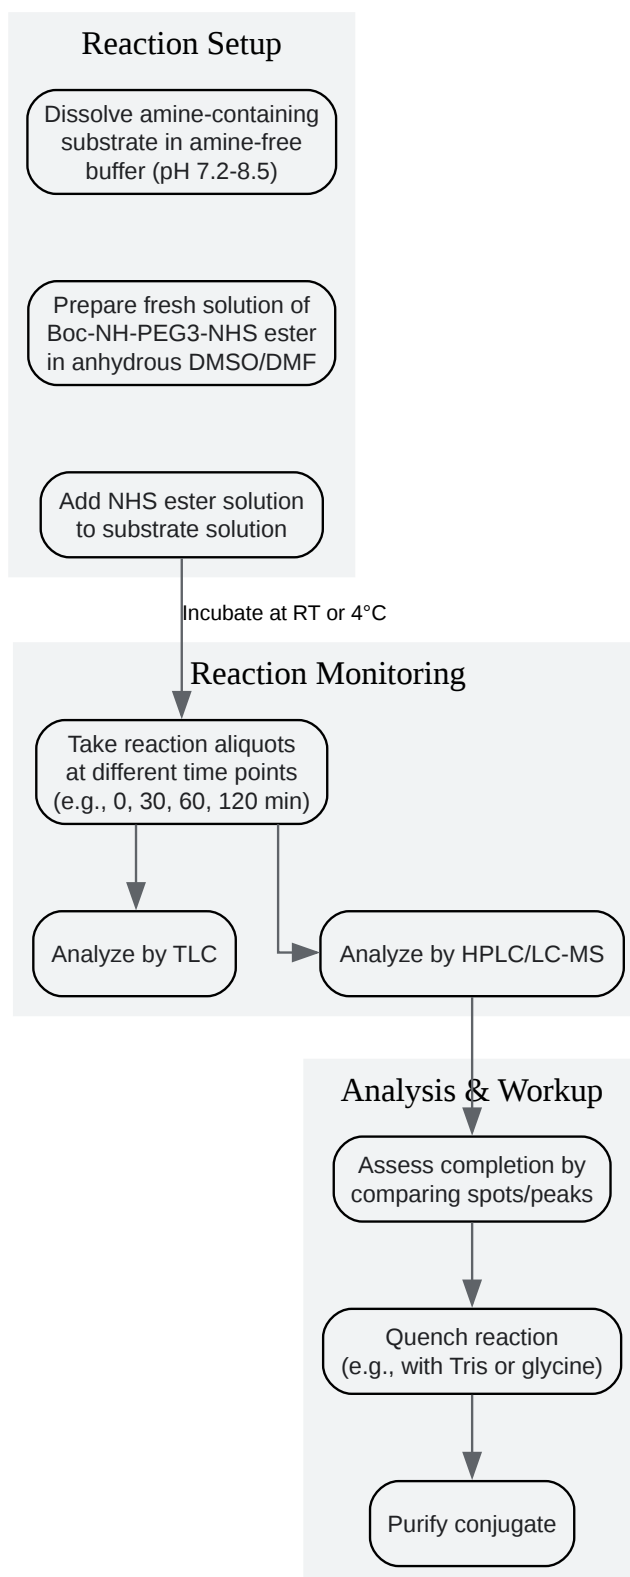 Reaction Setup
Dissolve amine-containing
substrate in amine-free
buffer (pH 7.2-8.5)
Prepare fresh solution of
Boc-NH-PEG3-NHS ester
in anhydrous DMSO/DMF
Add NHS ester solution
to substrate solution
Incubate at RT or 4°C
Reaction Monitoring
Take reaction aliquots
at different time points
(e.g., 0, 30, 60, 120 min)
Analyze by TLC
Analyze by HPLC/LC-MS
Analysis & Workup
Assess completion by
comparing spots/peaks
Quench reaction
(e.g., with Tris or glycine)
Purify conjugate